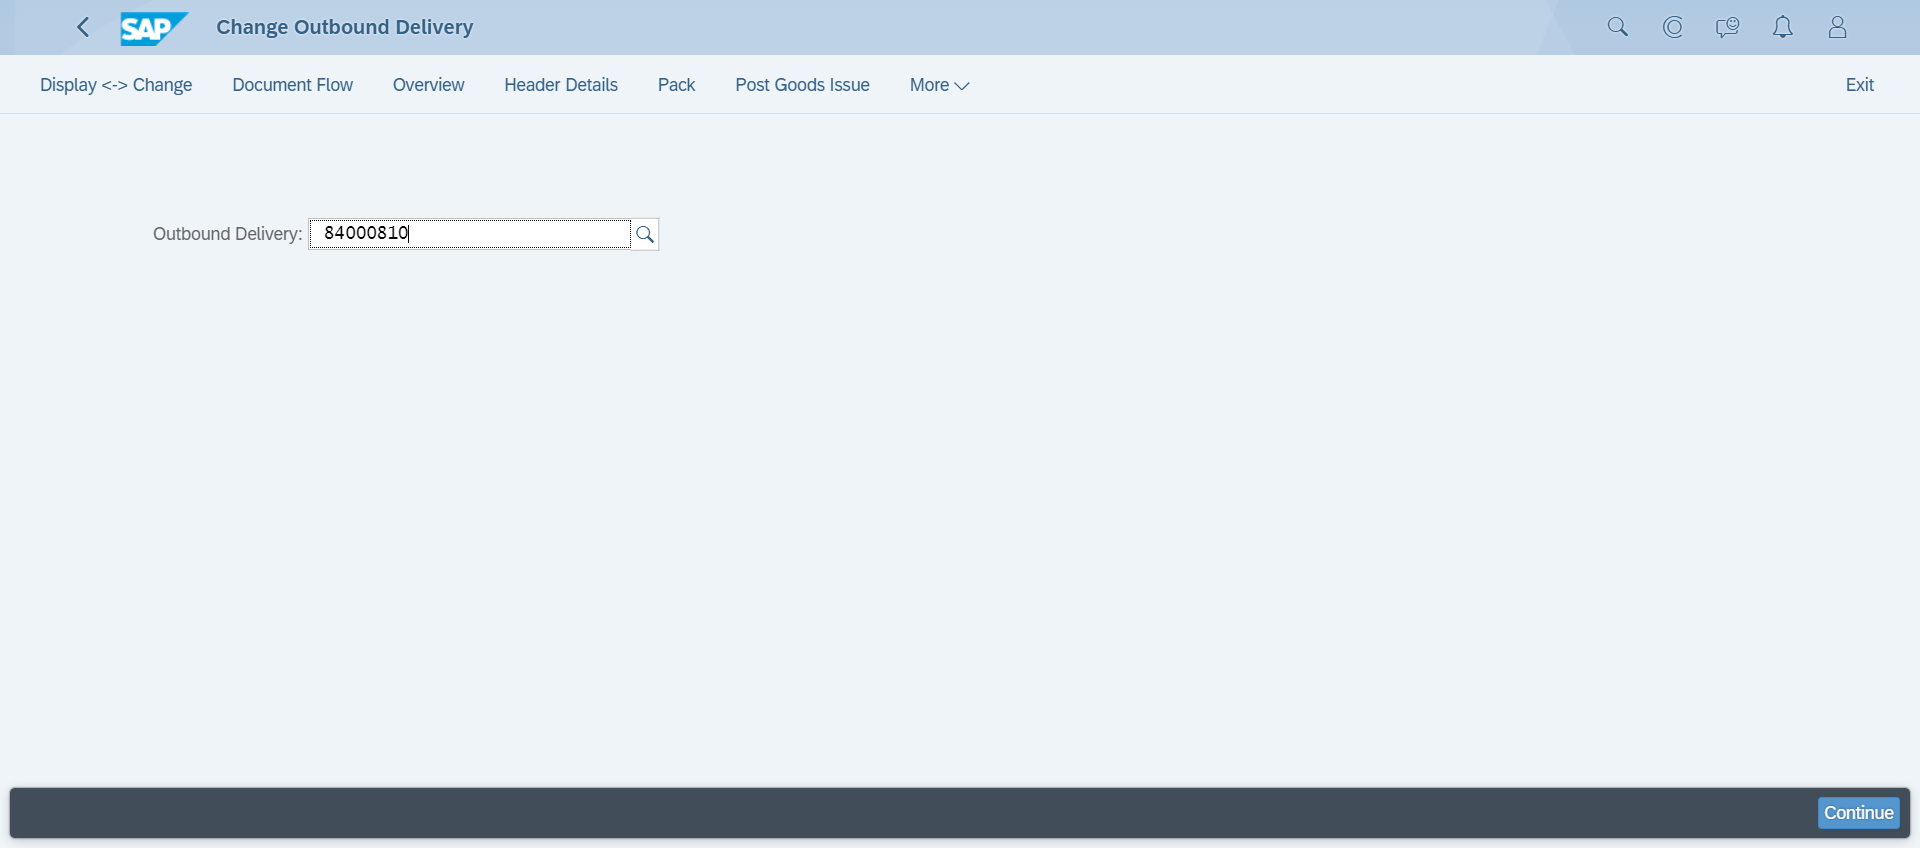 SAP Change Outbound Delivery
Display <-> Change Document Flow Overview Header Details Pack Post Goods Issue More Exit
Outbound Delivery: 84000810
Continue